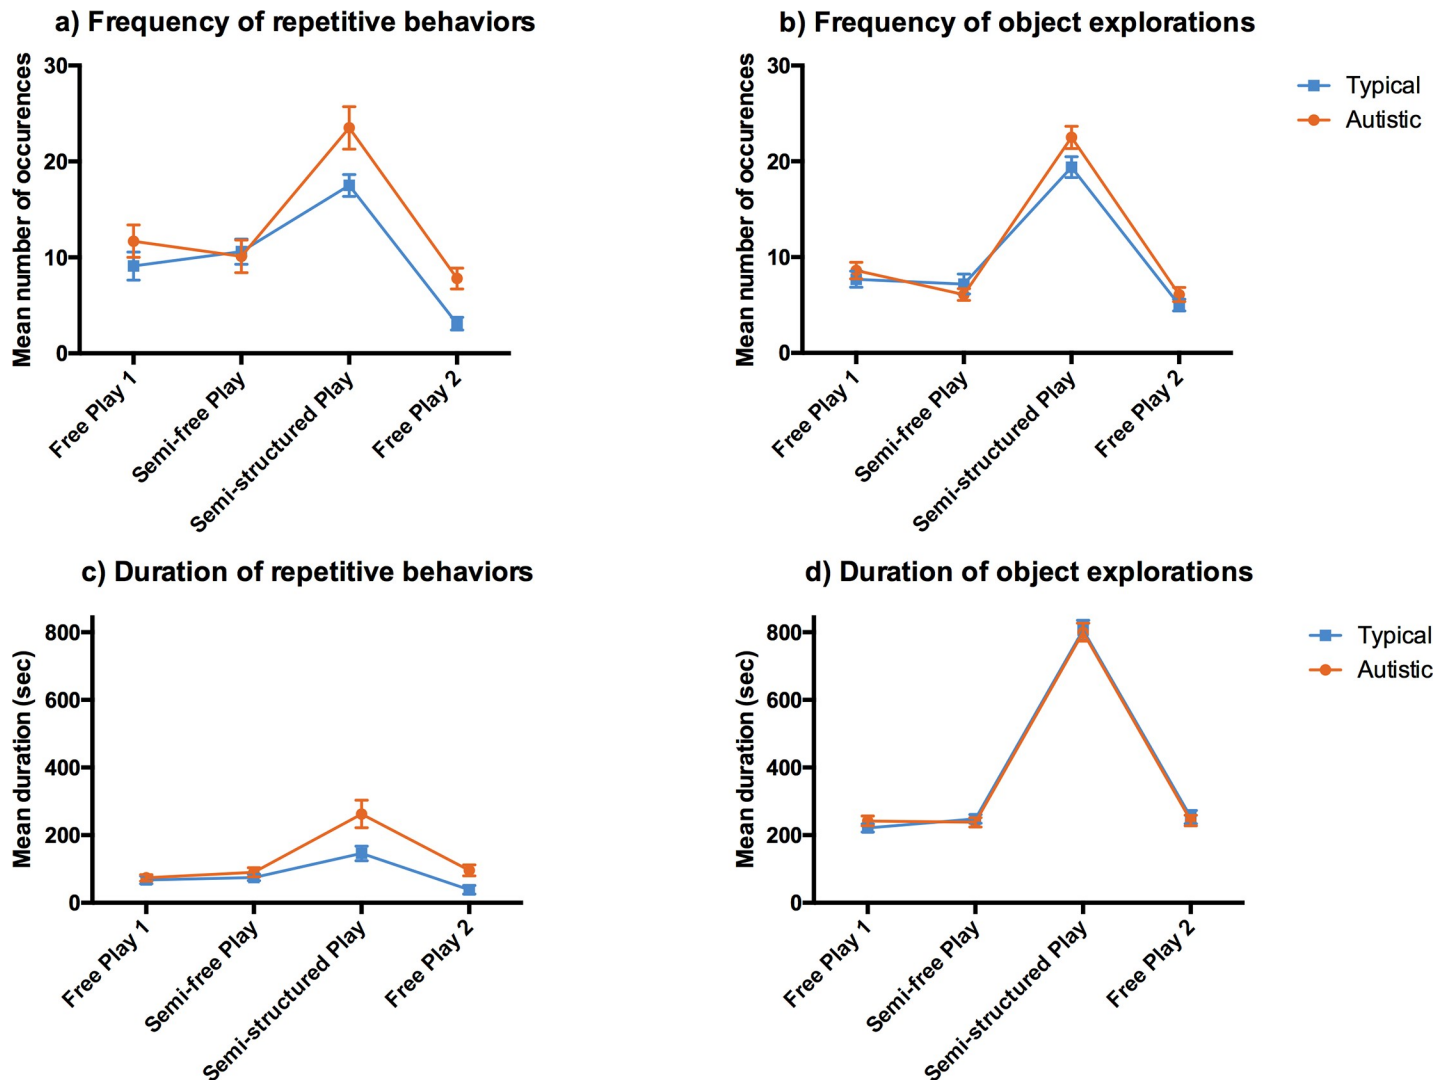 a) Frequency of repetitive behaviors
b) Frequency of object explorations
Mean number of occurences
30
20
10
0
Free Play 1
Semi-free Play
Semi-structured Play
Free Play 2
Mean number of occurences
30
20
10
0
Free Play 1
Semi-free Play
Semi-structured Play
Free Play 2
Typical
Autistic
c) Duration of repetitive behaviors
d) Duration of object explorations
Mean duration (sec)
800
600
400
200
0
Free Play 1
Semi-free Play
Semi-structured Play
Free Play 2
Mean duration (sec)
800
600
400
200
0
Free Play 1
Semi-free Play
Semi-structured Play
Free Play 2
Typical
Autistic